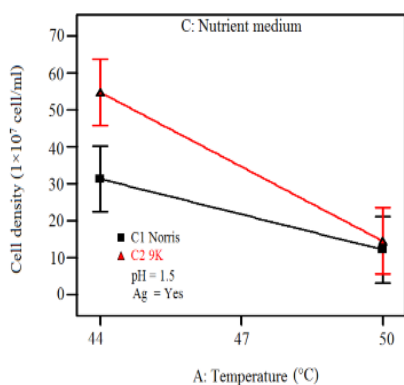 C: Nutrient medium
Cell density (1×10⁷ cell/ml)
70
60
50
40
30
20
10
0
C1 Norris
C2 9K
pH = 1.5
Ag = Yes
44
47
50
A: Temperature (°C)